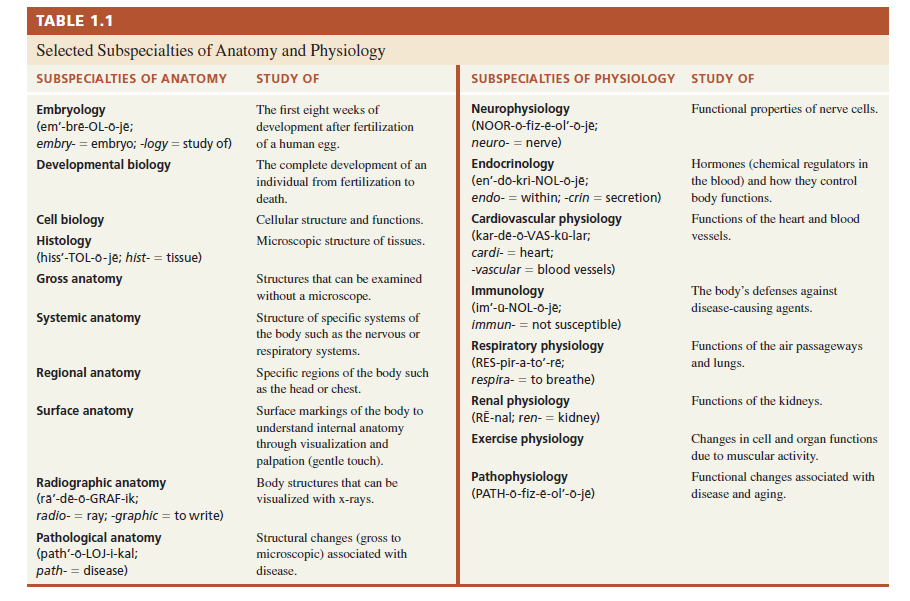 TABLE 1.1
Selected Subspecialties of Anatomy and Physiology
SUBSPECIALTIES OF ANATOMY STUDY OF
Embryology The first eight weeks of
(em′-brē-OL-ō-jē; development after fertilization
embry- = embryo; -logy = study of) of a human egg.
Developmental biology The complete development of an
individual from fertilization to
death.
Cell biology Cellular structure and functions.
Histology Microscopic structure of tissues.
(hiss′-TOL-ō-jē; hist- = tissue)
Gross anatomy Structures that can be examined
without a microscope.
Systemic anatomy Structure of specific systems of
the body such as the nervous or
respiratory systems.
Regional anatomy Specific regions of the body such
as the head or chest.
Surface anatomy Surface markings of the body to
understand internal anatomy
through visualization and
palpation (gentle touch).
Radiographic anatomy Body structures that can be
(rā′-dē-ō-GRAF-ik; visualized with x-rays.
radio- = ray; -graphic = to write)
Pathological anatomy Structural changes (gross to
(path′-ō-LOJ-i-kal; microscopic) associated with
path- = disease) disease.
SUBSPECIALTIES OF PHYSIOLOGY STUDY OF
Neurophysiology Functional properties of nerve cells.
(NOOR-ō-fiz-ē-ol′-ō-jē;
neuro- = nerve)
Endocrinology Hormones (chemical regulators in
(en′-dō-kri-NOL-ō-jē; the blood) and how they control
endo- = within; -crin = secretion) body functions.
Cardiovascular physiology Functions of the heart and blood
(kar-dē-ō-VAS-kū-lar; vessels.
cardi- = heart;
-vascular = blood vessels)
Immunology The body’s defenses against
(im′-ū-NOL-ō-jē; disease-causing agents.
immun- = not susceptible)
Respiratory physiology Functions of the air passageways
(RES-pir-a-to′-rē; and lungs.
respira- = to breathe)
Renal physiology Functions of the kidneys.
(RĒ-nal; ren- = kidney)
Exercise physiology Changes in cell and organ functions
due to muscular activity.
Pathophysiology Functional changes associated with
(PATH-ō-fiz-ē-ol′-ō-jē) disease and aging.